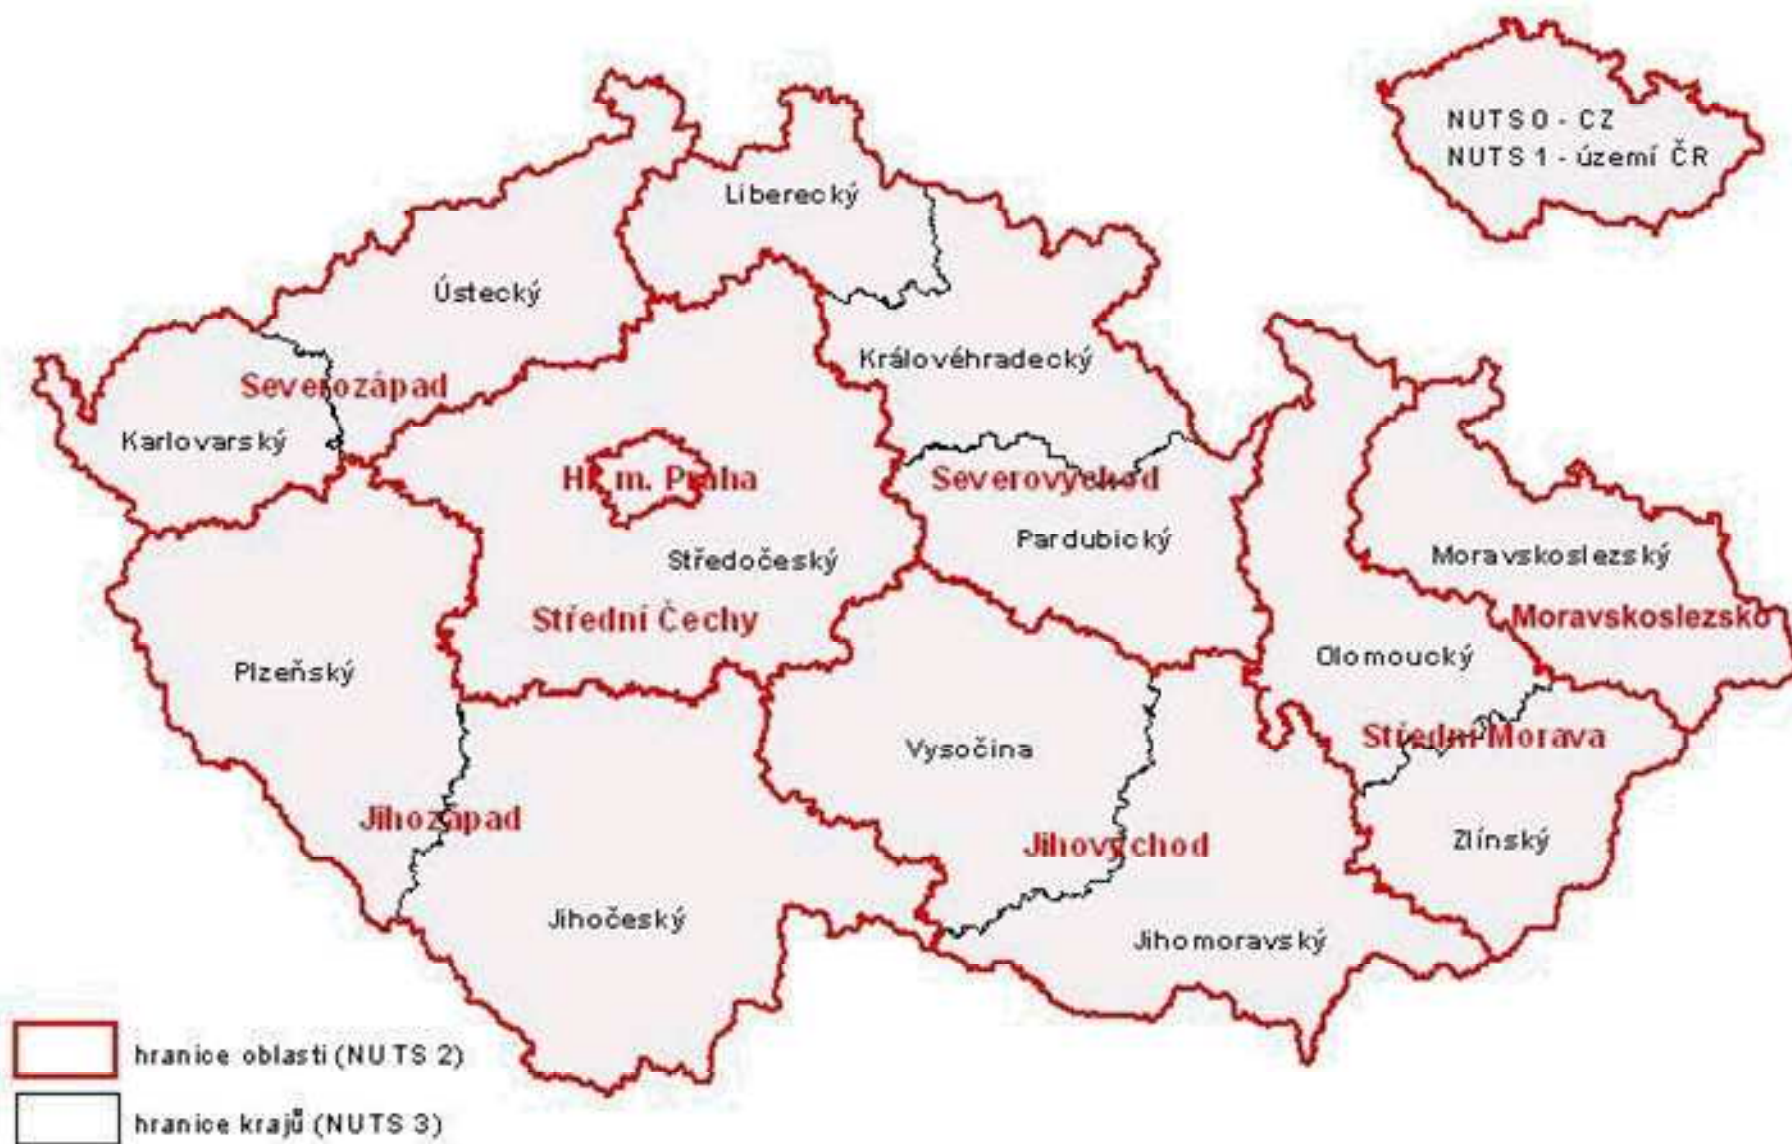 NUTS 0 - CZ
NUTS 1 - území ČR
Liberecký
Ústecký
Královéhradecký
Severozápad
Karlovarský
Hl. m. Praha
Severovýchod
Pardubický
Středočeský
Moravskoslezský
Střední Čechy
Moravskoslezsko
Plzeňský
Olomoucký
Vysočina
Střední Morava
Jihozápad
Jihovýchod
Zlínský
Jihočeský
Jihomoravský
hranice oblasti (NUTS 2)
hranice krajů (NUTS 3)